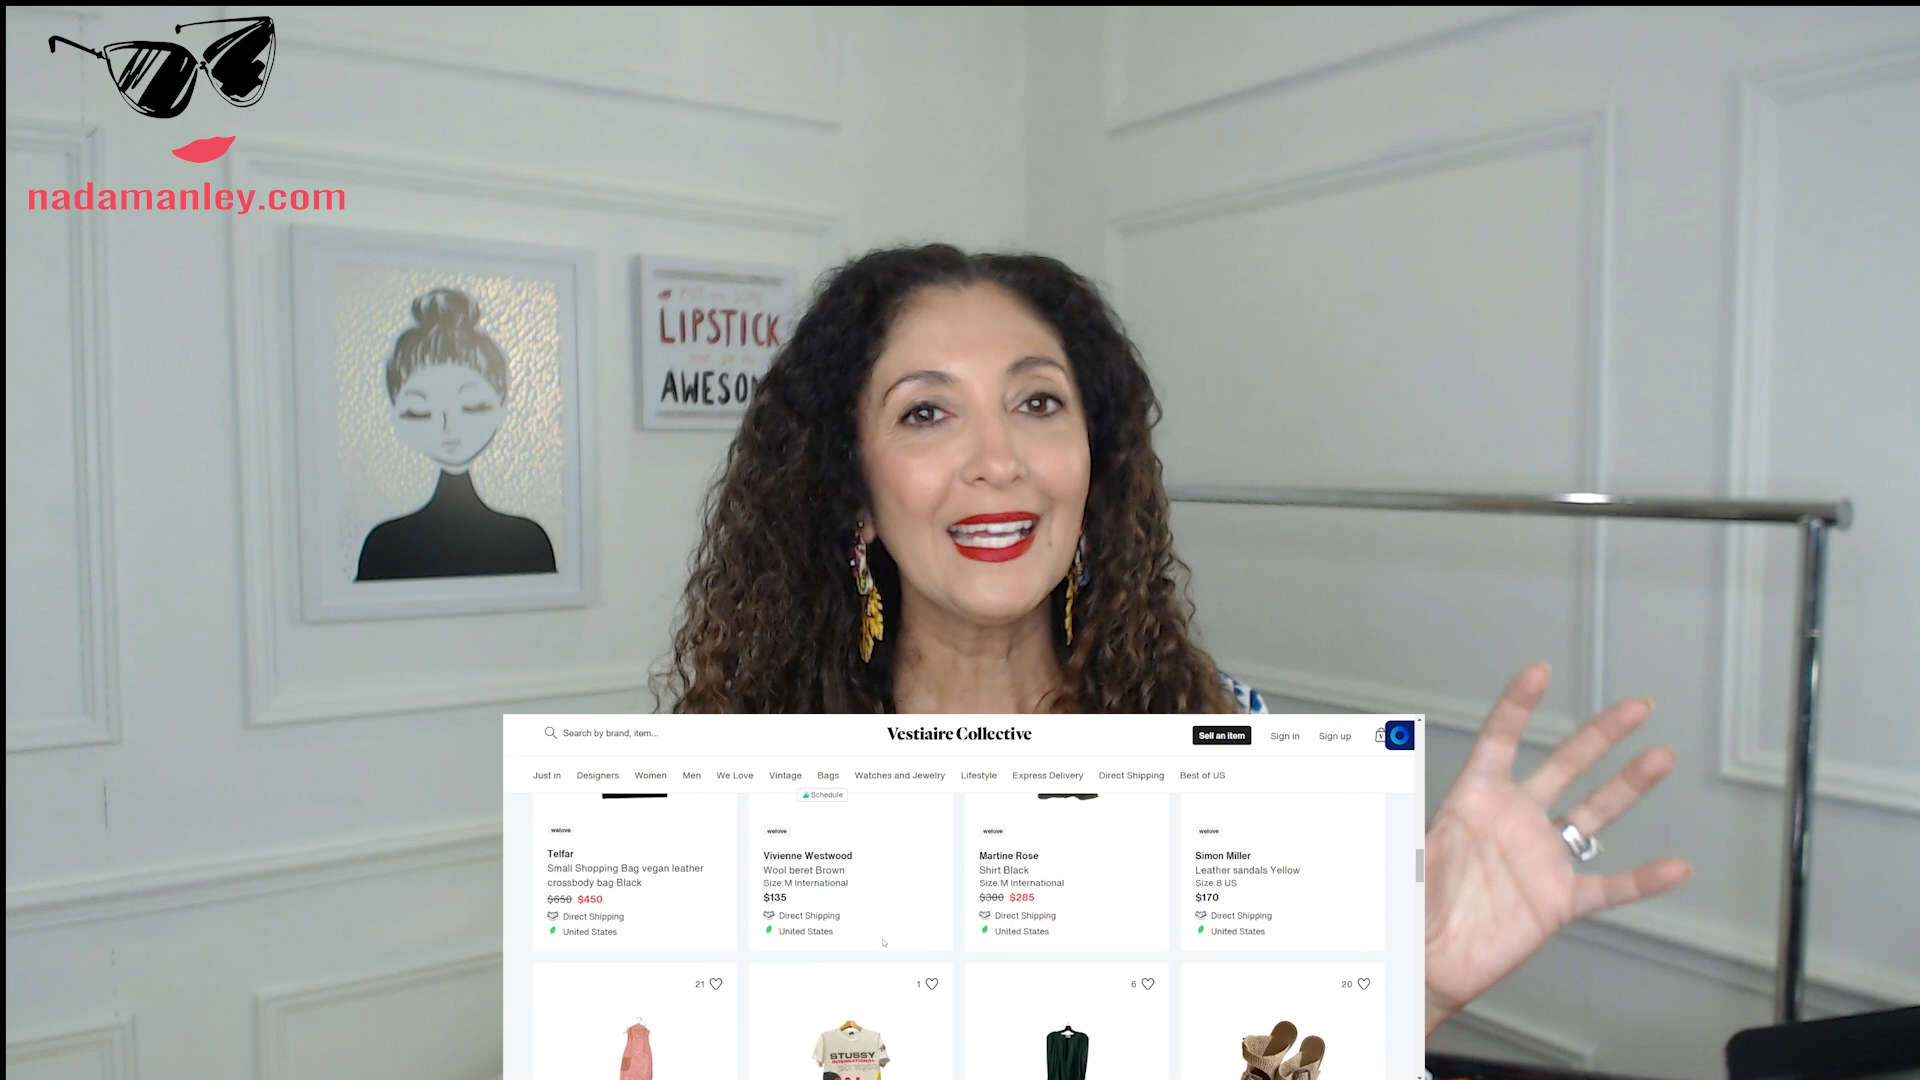 nadamanley.com
LIPSTICK
AWESO
Search by brand, item...
Vestiaire Collective
Sell an item
Sign in
Sign up
Just in
Designers
Women
Men
We Love
Vintage
Bags
Watches and Jewelry
Lifestyle
Express Delivery
Direct Shipping
Best of US
Schedule
welove
Telfar
Small Shopping Bag vegan leather
crossbody bag Black
$650 $450
Direct Shipping
United States
welove
Vivienne Westwood
Wool beret Brown
Size:M International
$135
Direct Shipping
United States
welove
Martine Rose
Shirt Black
Size:M International
$300 $285
Direct Shipping
United States
welove
Simon Miller
Leather sandals Yellow
Size:8 US
$170
Direct Shipping
United States
21
1
6
20
STUSSY
INTERNATIONAL